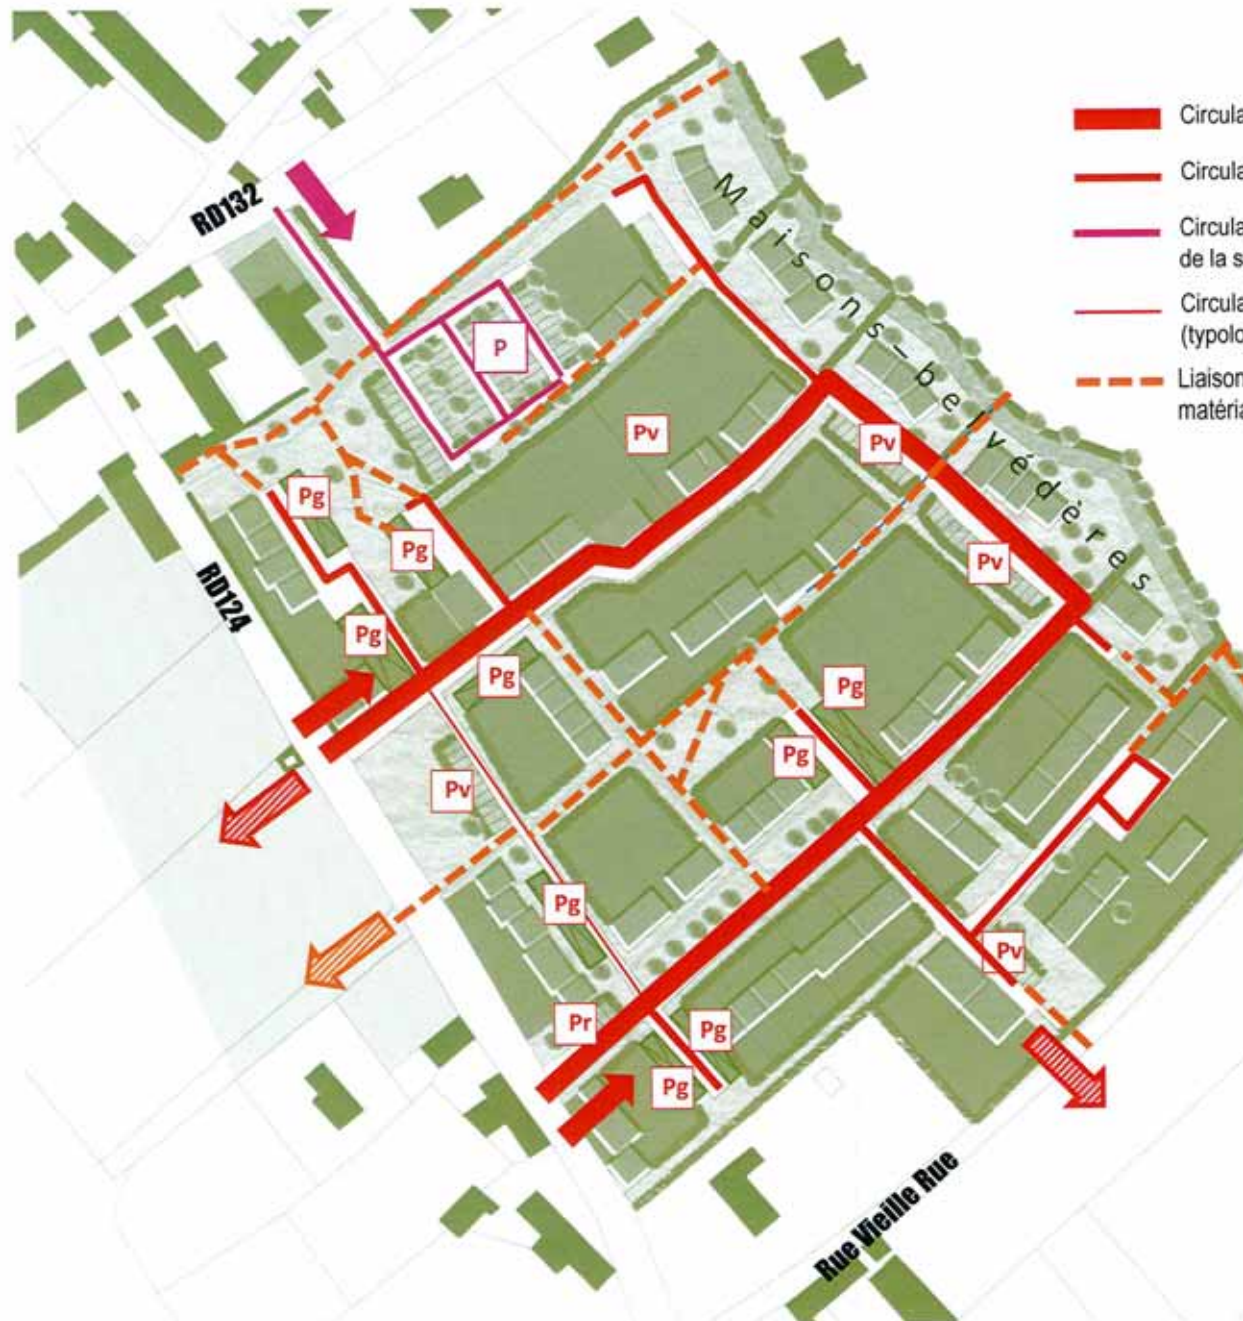 Circula
Circula
Circula
de la s
Circula
(typolo
Liaison
matéria
RD132
Maisons-belvédères
P
Pv
Pv
Pg
Pg
Pv
RD124
Pg
Pg
Pg
Pg
Pv
Pg
Pv
Pr
Pg
Pg
Rue Vieille Rue